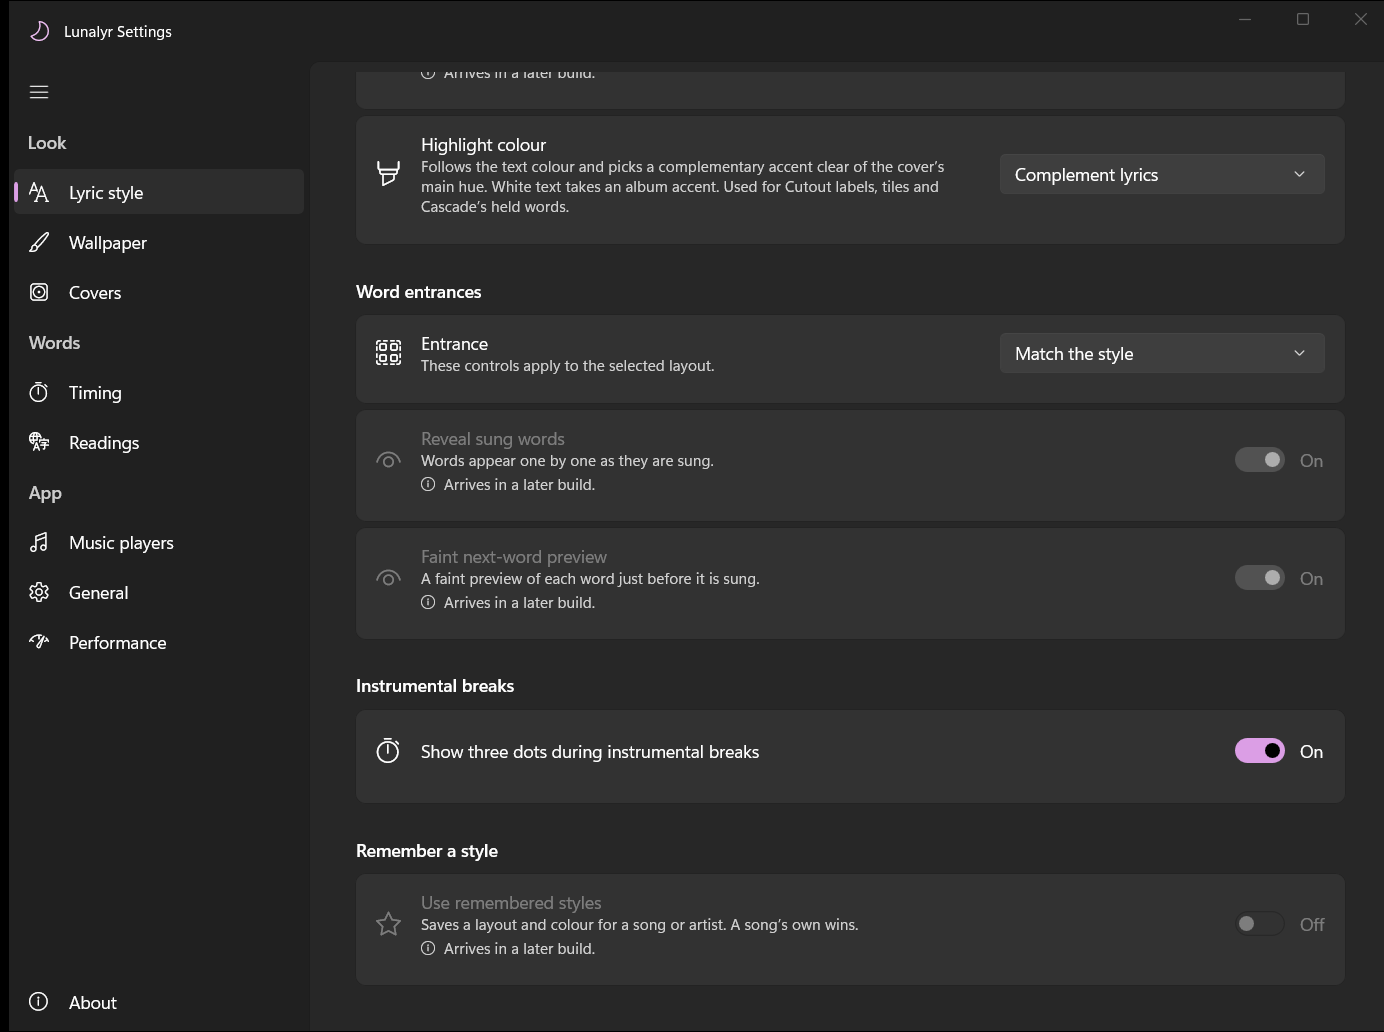 Lunalyr Settings
Look
Lyric style
Wallpaper
Covers
Words
Timing
Readings
App
Music players
General
Performance
About
Arrives in a later build.
Highlight colour
Follows the text colour and picks a complementary accent clear of the cover’s
main hue. White text takes an album accent. Used for Cutout labels, tiles and
Cascade’s held words.
Complement lyrics
Word entrances
Entrance
These controls apply to the selected layout.
Match the style
Reveal sung words
Words appear one by one as they are sung.
Arrives in a later build.
On
Faint next-word preview
A faint preview of each word just before it is sung.
Arrives in a later build.
On
Instrumental breaks
Show three dots during instrumental breaks
On
Remember a style
Use remembered styles
Saves a layout and colour for a song or artist. A song’s own wins.
Arrives in a later build.
Off